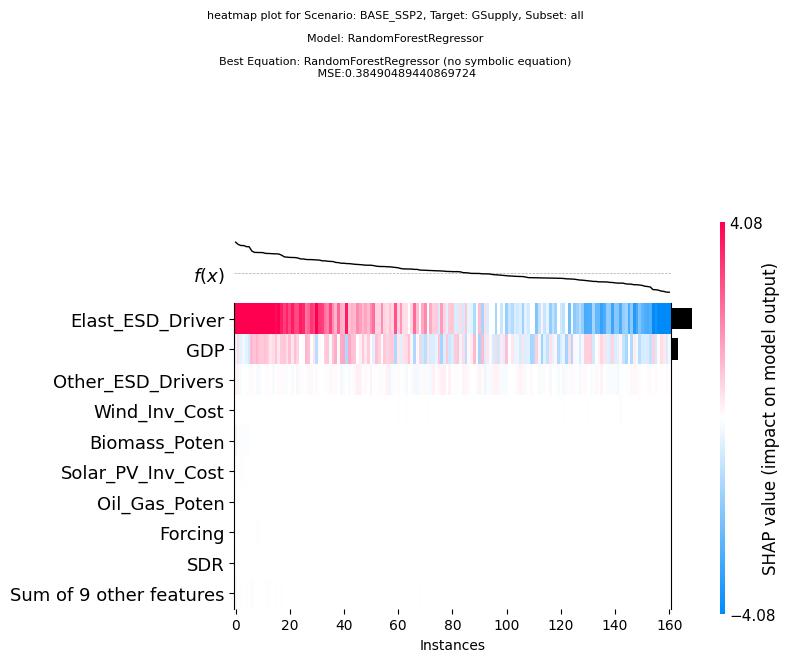 heatmap plot for Scenario: BASE_SSP2, Target: GSupply, Subset: all
Model: RandomForestRegressor
Best Equation: RandomForestRegressor (no symbolic equation)
MSE:0.38490489440869724
4.08
f(x)
Elast_ESD_Driver
GDP
Other_ESD_Drivers
Wind_Inv_Cost
Biomass_Poten
Solar_PV_Inv_Cost
Oil_Gas_Poten
Forcing
SDR
Sum of 9 other features
SHAP value (impact on model output)
−4.08
0 20 40 60 80 100 120 140 160
Instances